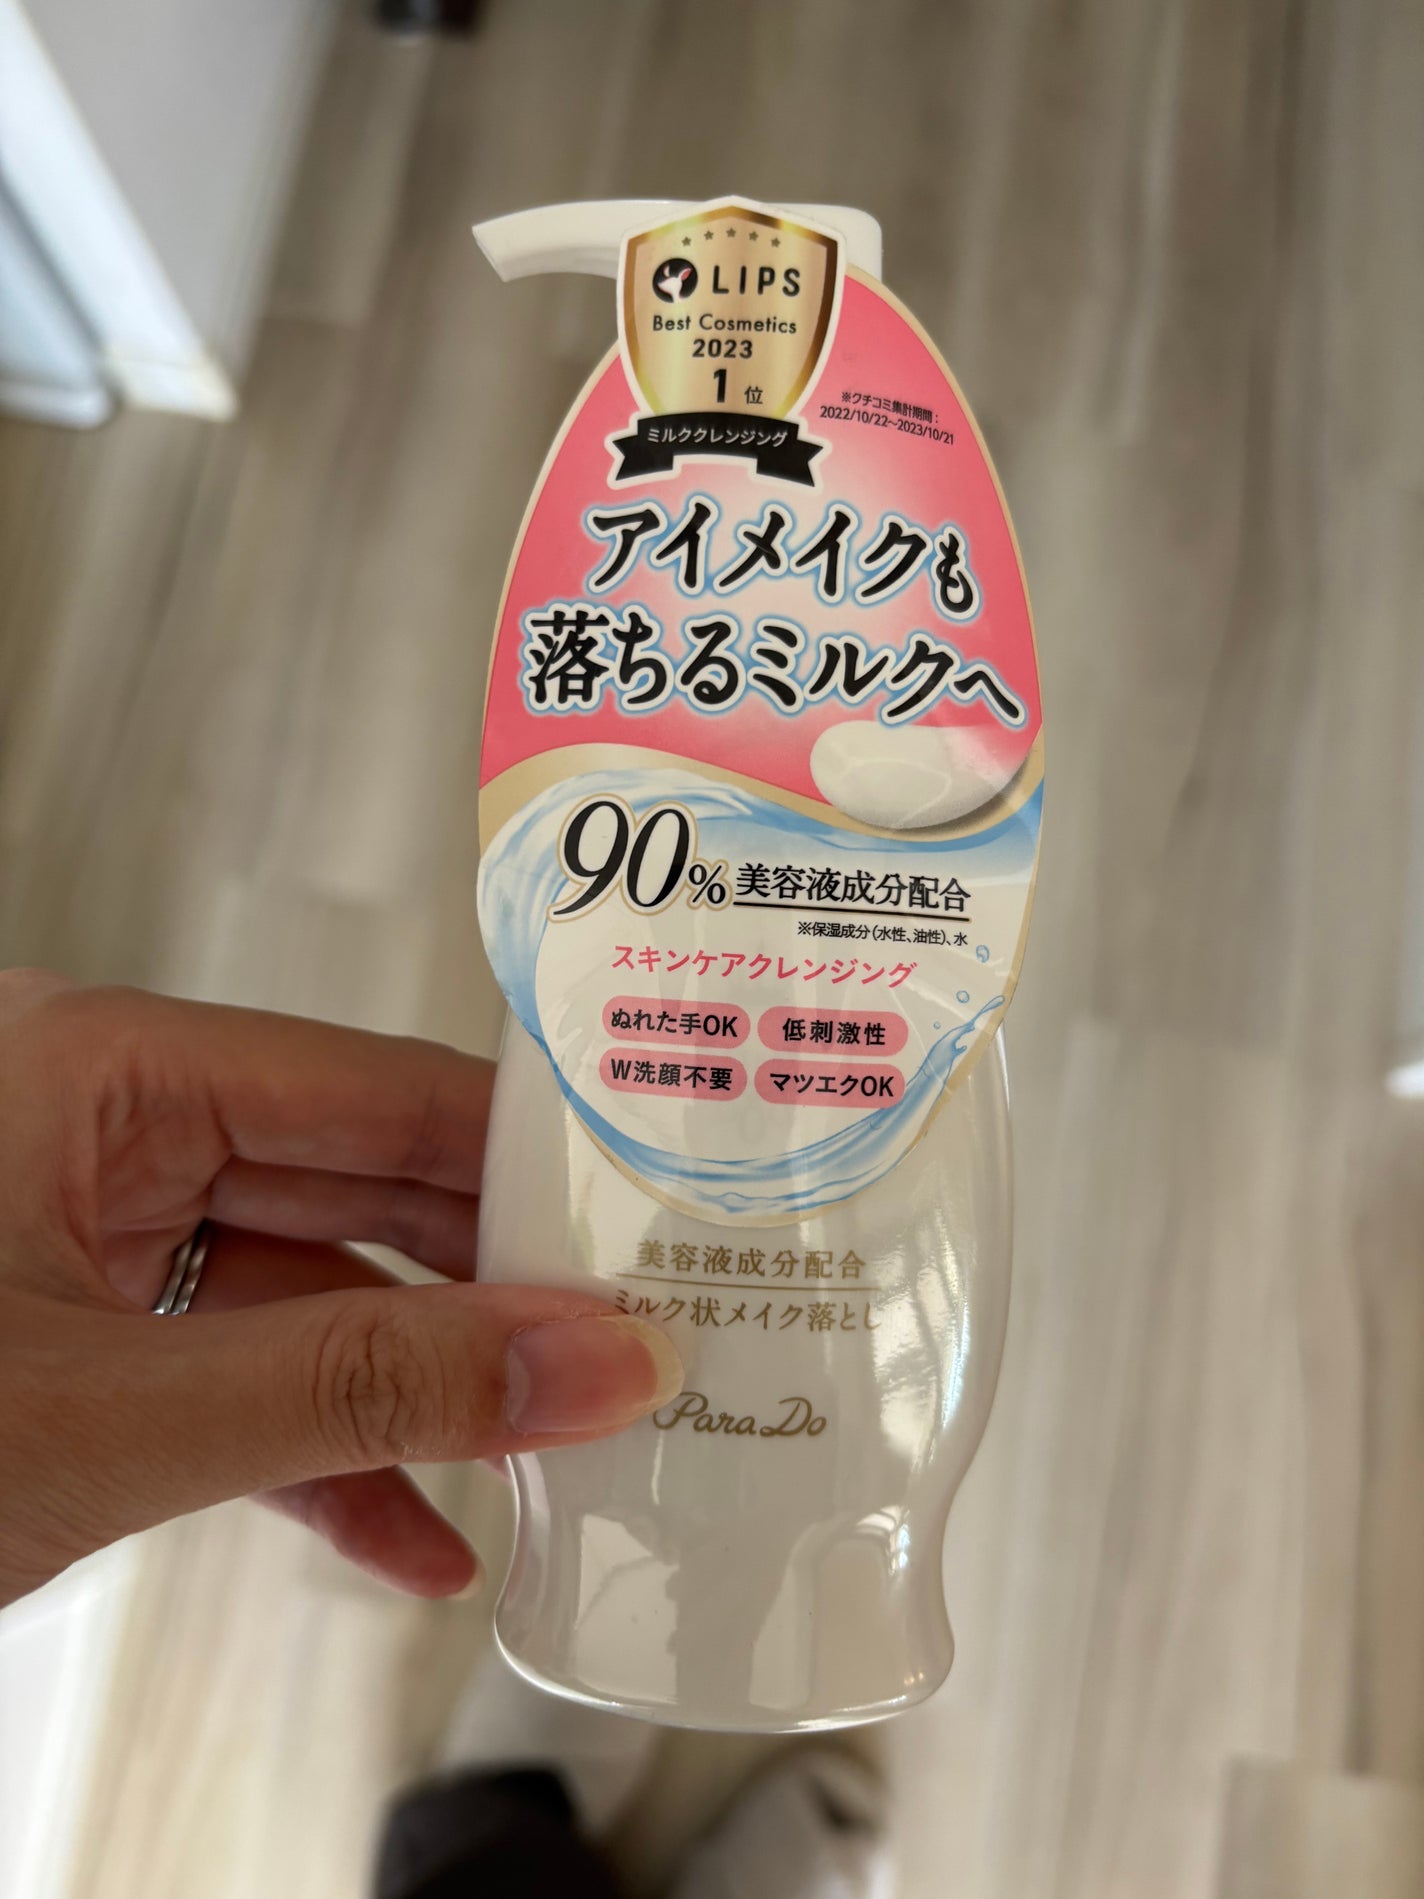 LIPS
Best Cosmetics
2023
1位
ミルククレンジング
※クチコミ集計期間：
2022/10/22〜2023/10/21
アイメイクも
落ちるミルクへ
90%美容液成分配合
※保湿成分（水性、油性）、水
スキンケアクレンジング
ぬれた手OK 低刺激性
W洗顔不要 マツエクOK
美容液成分配合
ミルク状メイク落とし
ParaDo